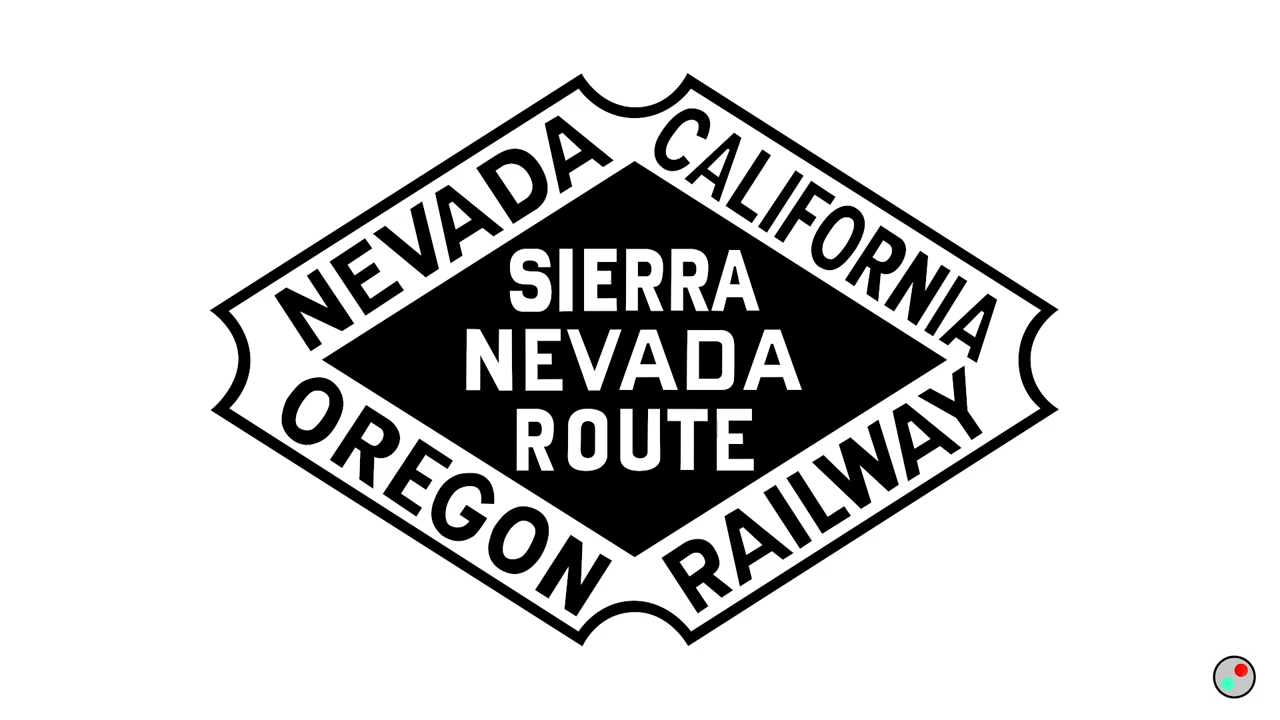 NEVADA
CALIFORNIA
OREGON
RAILWAY
SIERRA
NEVADA
ROUTE